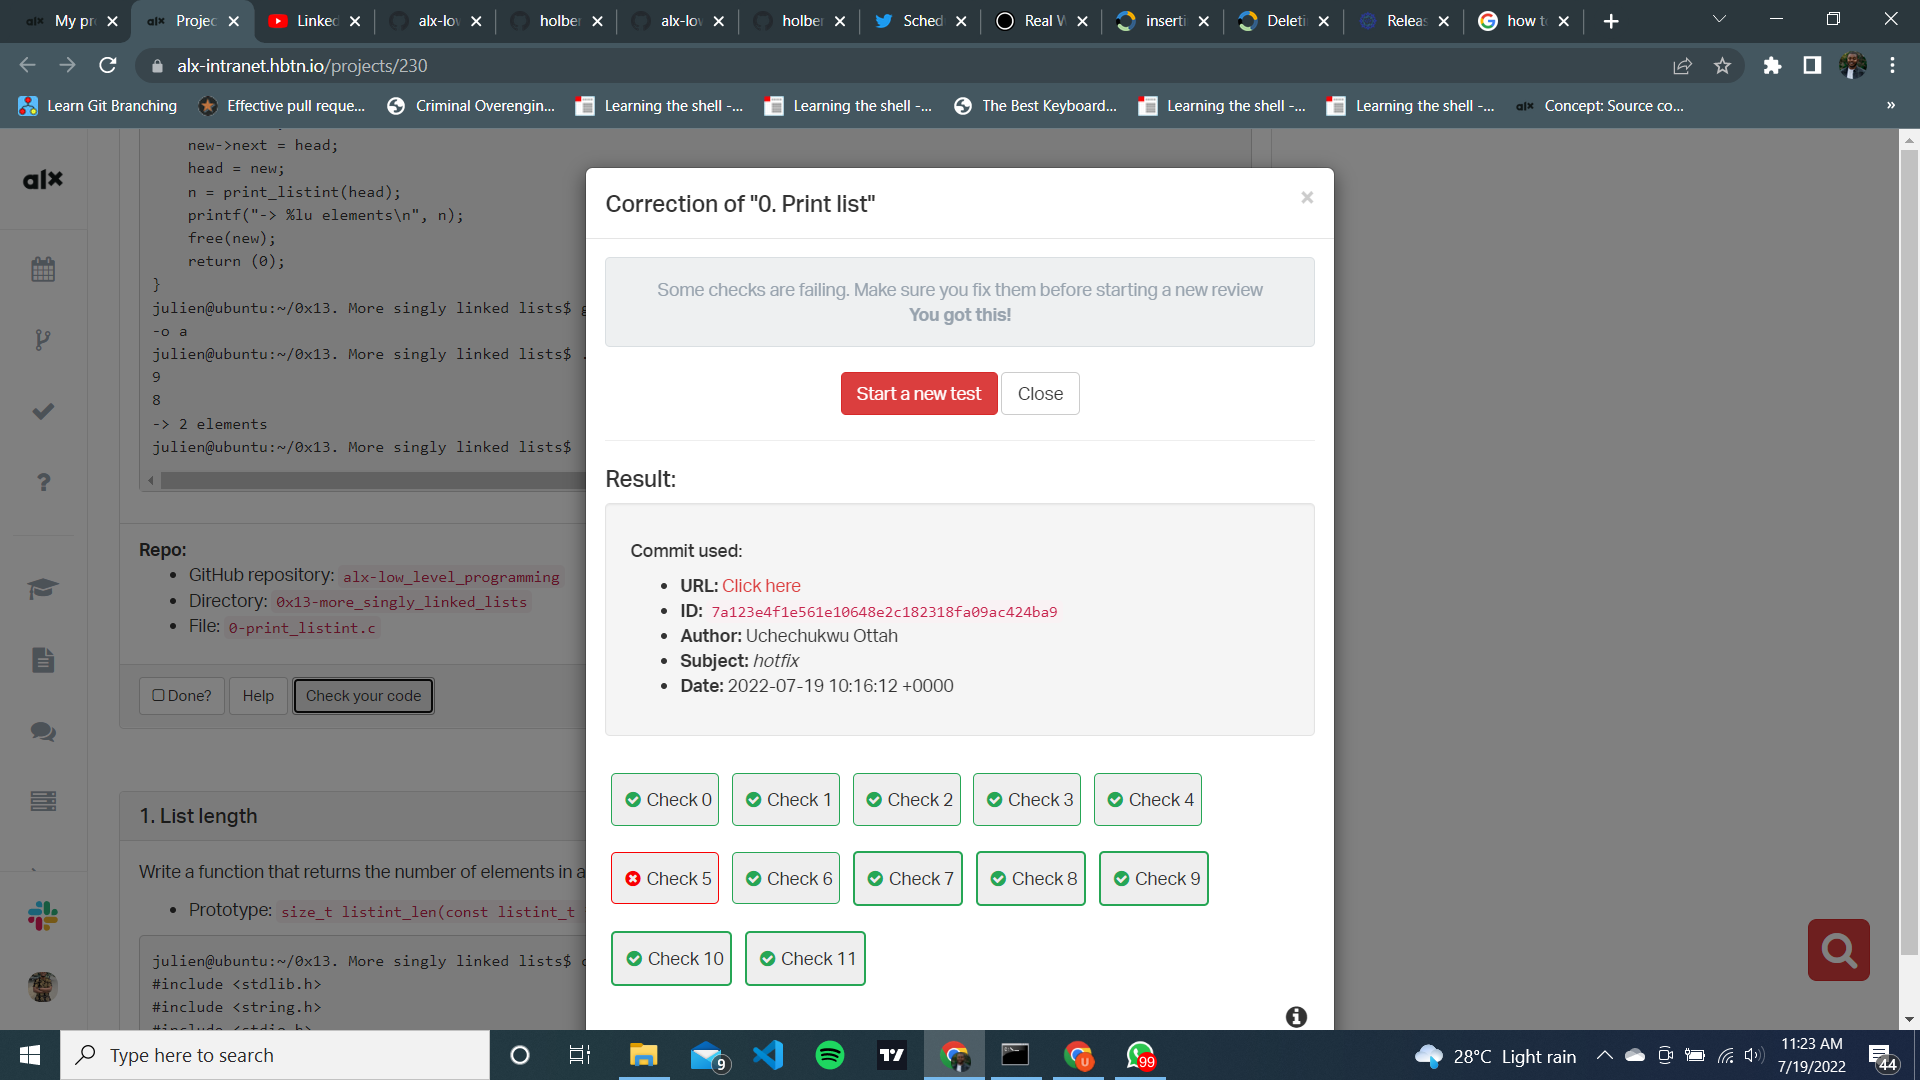 My pr
Projec
Linked
alx-lov
holber
alx-lov
holber
Sched
Real W
inserti
Deleti
Releas
how to
alx-intranet.hbtn.io/projects/230
Learn Git Branching
Effective pull reque...
Criminal Overengin...
Learning the shell -...
Learning the shell -...
The Best Keyboard...
Learning the shell -...
Learning the shell -...
Concept: Source co...
»
alx
new->next = head;
head = new;
n = print_listint(head);
printf("-> %lu elements\n", n);
free(new);
return (0);
}
julien@ubuntu:~/0x13. More singly linked lists$ g
-o a
julien@ubuntu:~/0x13. More singly linked lists$ .
9
8
-> 2 elements
julien@ubuntu:~/0x13. More singly linked lists$
Repo:
• GitHub repository: alx-low_level_programming
• Directory: 0x13-more_singly_linked_lists
• File: 0-print_listint.c
Done?
Help
Check your code
1. List length
Write a function that returns the number of elements in a
• Prototype: size_t listint_len(const listint_t
julien@ubuntu:~/0x13. More singly linked lists$ c
#include <stdlib.h>
#include <string.h>
#include <stdio.h>
Correction of "0. Print list"
×
Some checks are failing. Make sure you fix them before starting a new review
You got this!
Start a new test
Close
Result:
Commit used:
• URL: Click here
• ID: 7a123e4f1e561e10648e2c182318fa09ac424ba9
• Author: Uchechukwu Ottah
• Subject: hotfix
• Date: 2022-07-19 10:16:12 +0000
Check 0
Check 1
Check 2
Check 3
Check 4
Check 5
Check 6
Check 7
Check 8
Check 9
Check 10
Check 11
Type here to search
9
99
28°C Light rain
11:23 AM
7/19/2022
44